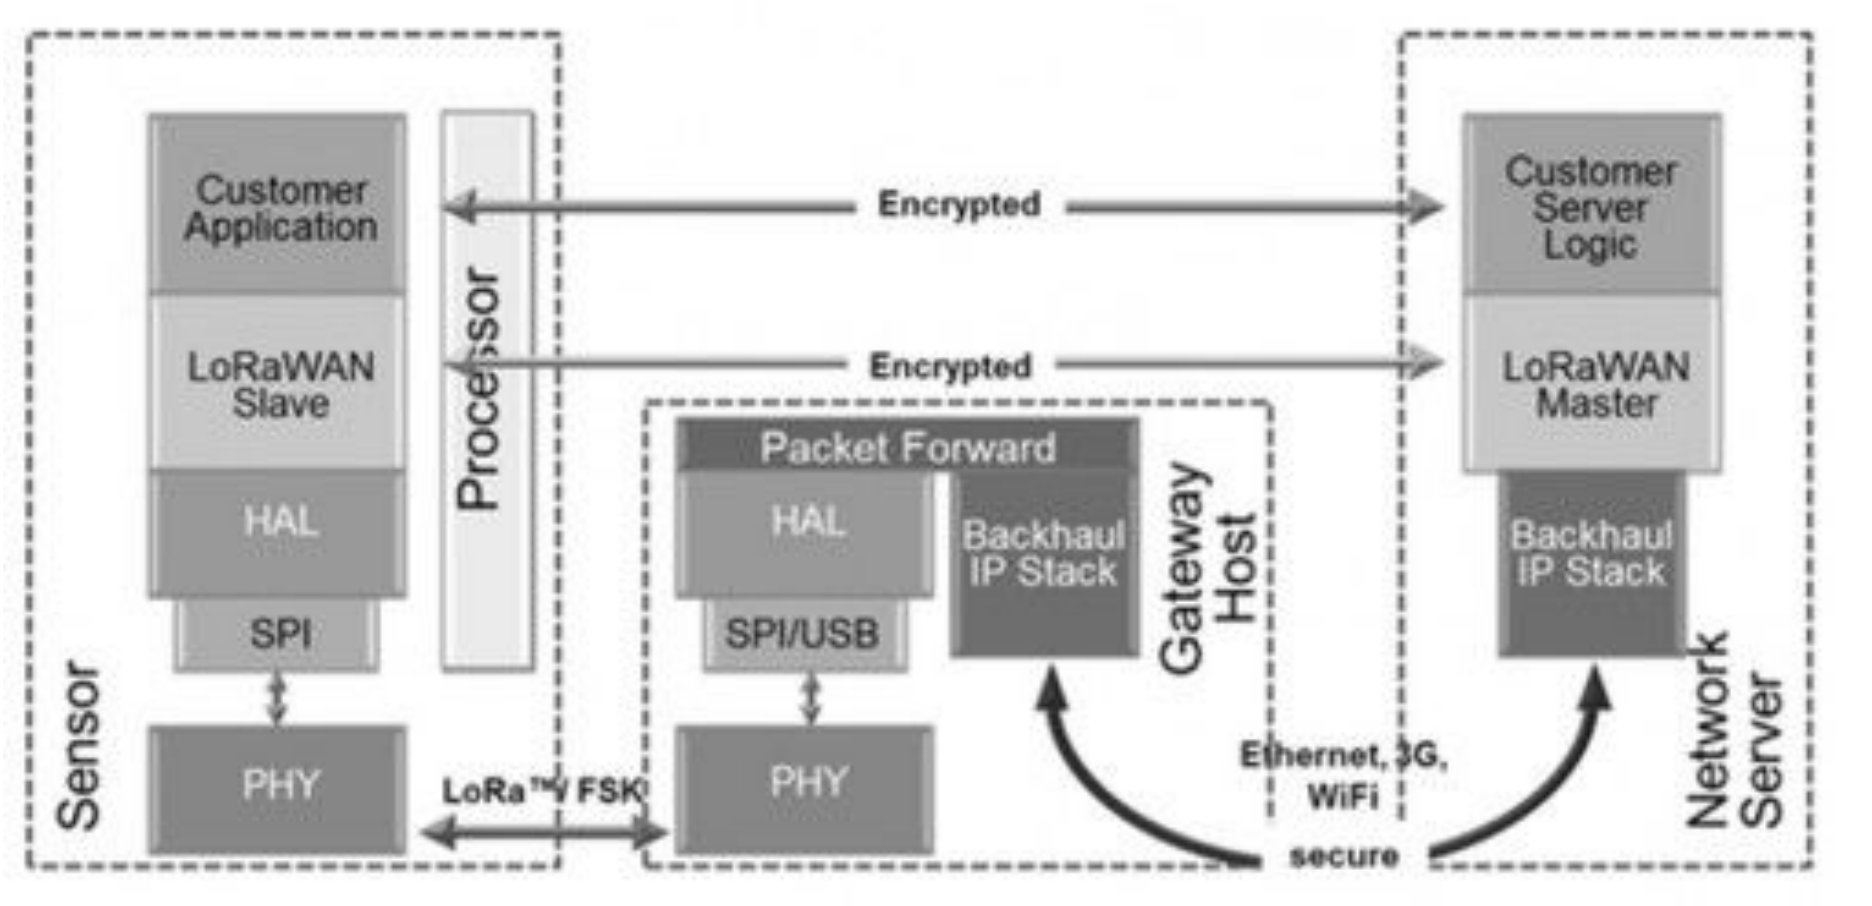 Customer
Application
LoRaWAN
Slave
HAL
SPI
PHY
Sensor
Processor
Encrypted
Encrypted
LoRa™/ FSK
Packet Forward
HAL
SPI/USB
PHY
Backhaul
IP Stack
Gateway
Host
Ethernet, 3G,
WiFi
secure
Customer
Server
Logic
LoRaWAN
Master
Backhaul
IP Stack
Network
Server